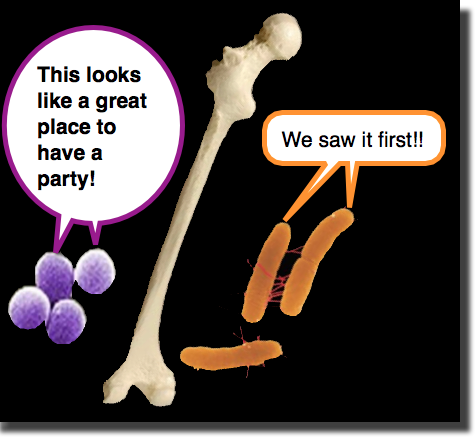 This looks
like a great
place to
have a
party!
We saw it first!!